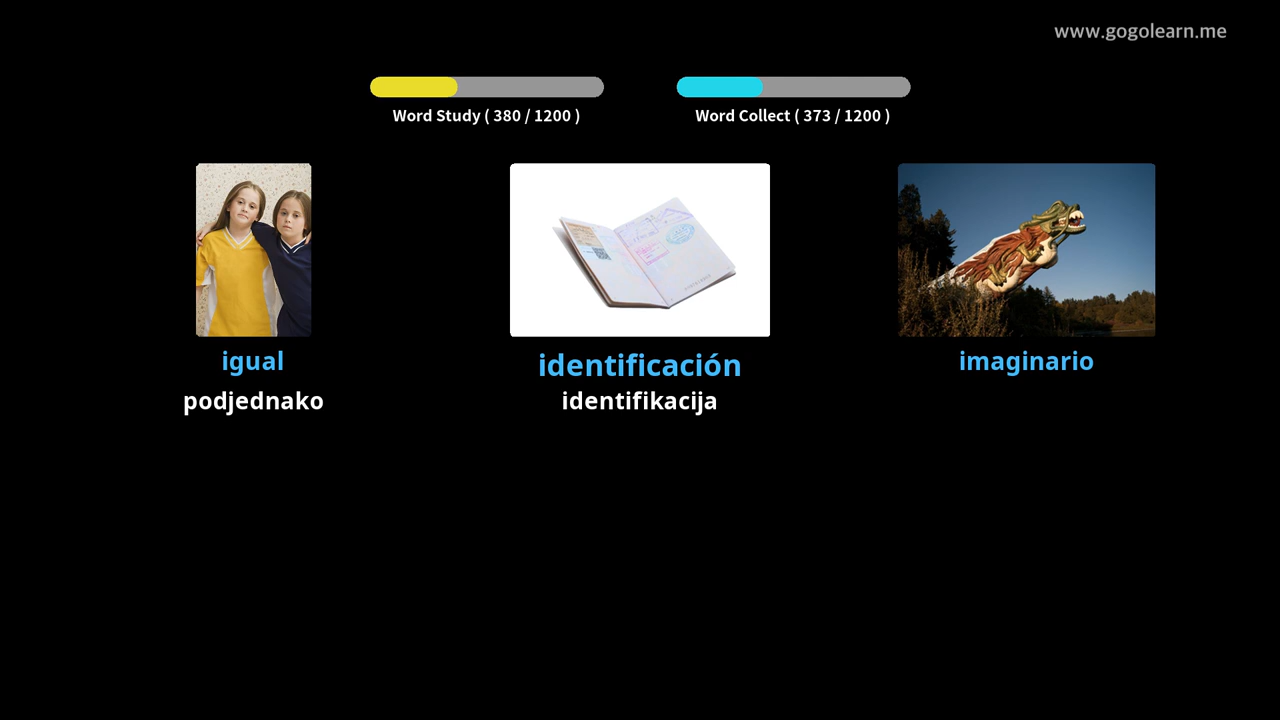 www.gogolearn.me
Word Study ( 380 / 1200 )
Word Collect ( 373 / 1200 )
igual
identificación
imaginario
podjednako
identifikacija